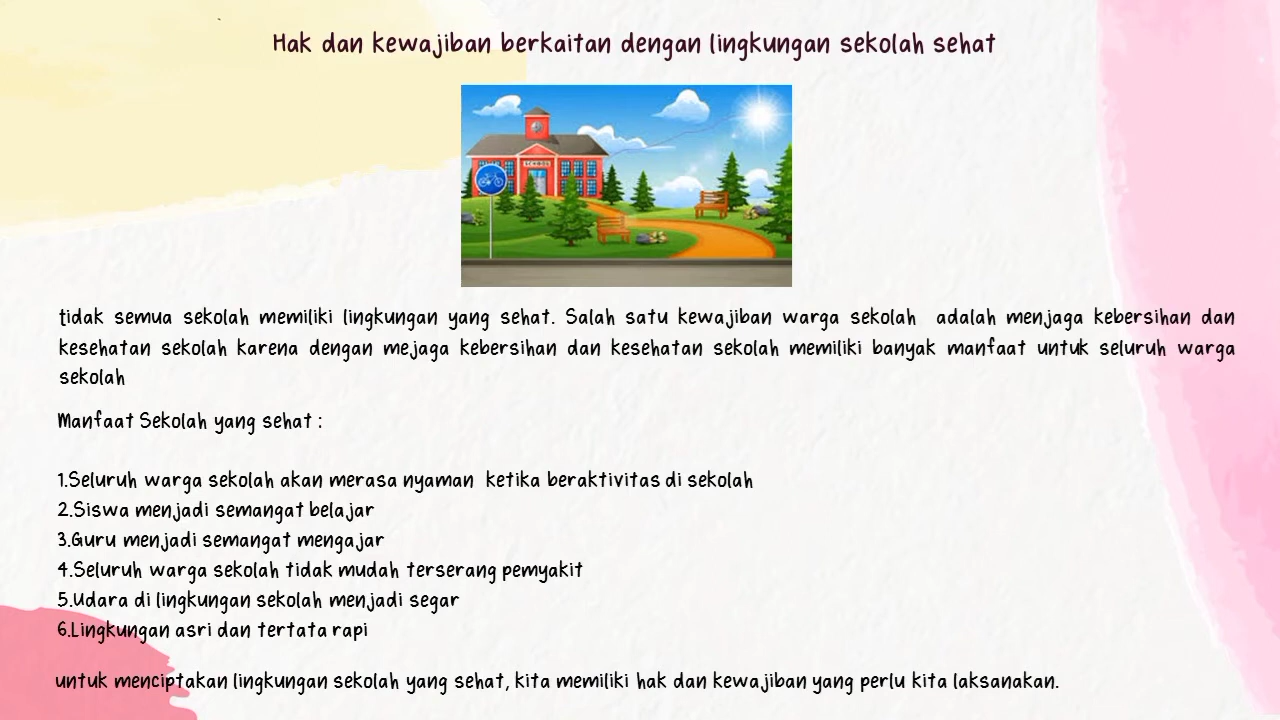 Hak dan kewajiban berkaitan dengan lingkungan sekolah sehat
SCHOOL
tidak semua sekolah memiliki lingkungan yang sehat. Salah satu kewajiban warga sekolah adalah menjaga kebersihan dan
kesehatan sekolah karena dengan mejaga kebersihan dan kesehatan sekolah memiliki banyak manfaat untuk seluruh warga
sekolah
Manfaat Sekolah yang sehat :
1.Seluruh warga sekolah akan merasa nyaman ketika beraktivitas di sekolah
2.Siswa menjadi semangat belajar
3.Guru menjadi semangat mengajar
4.Seluruh warga sekolah tidak mudah terserang pemyakit
5.Udara di lingkungan sekolah menjadi segar
6.Lingkungan asri dan tertata rapi
untuk menciptakan lingkungan sekolah yang sehat, kita memiliki hak dan kewajiban yang perlu kita laksanakan.